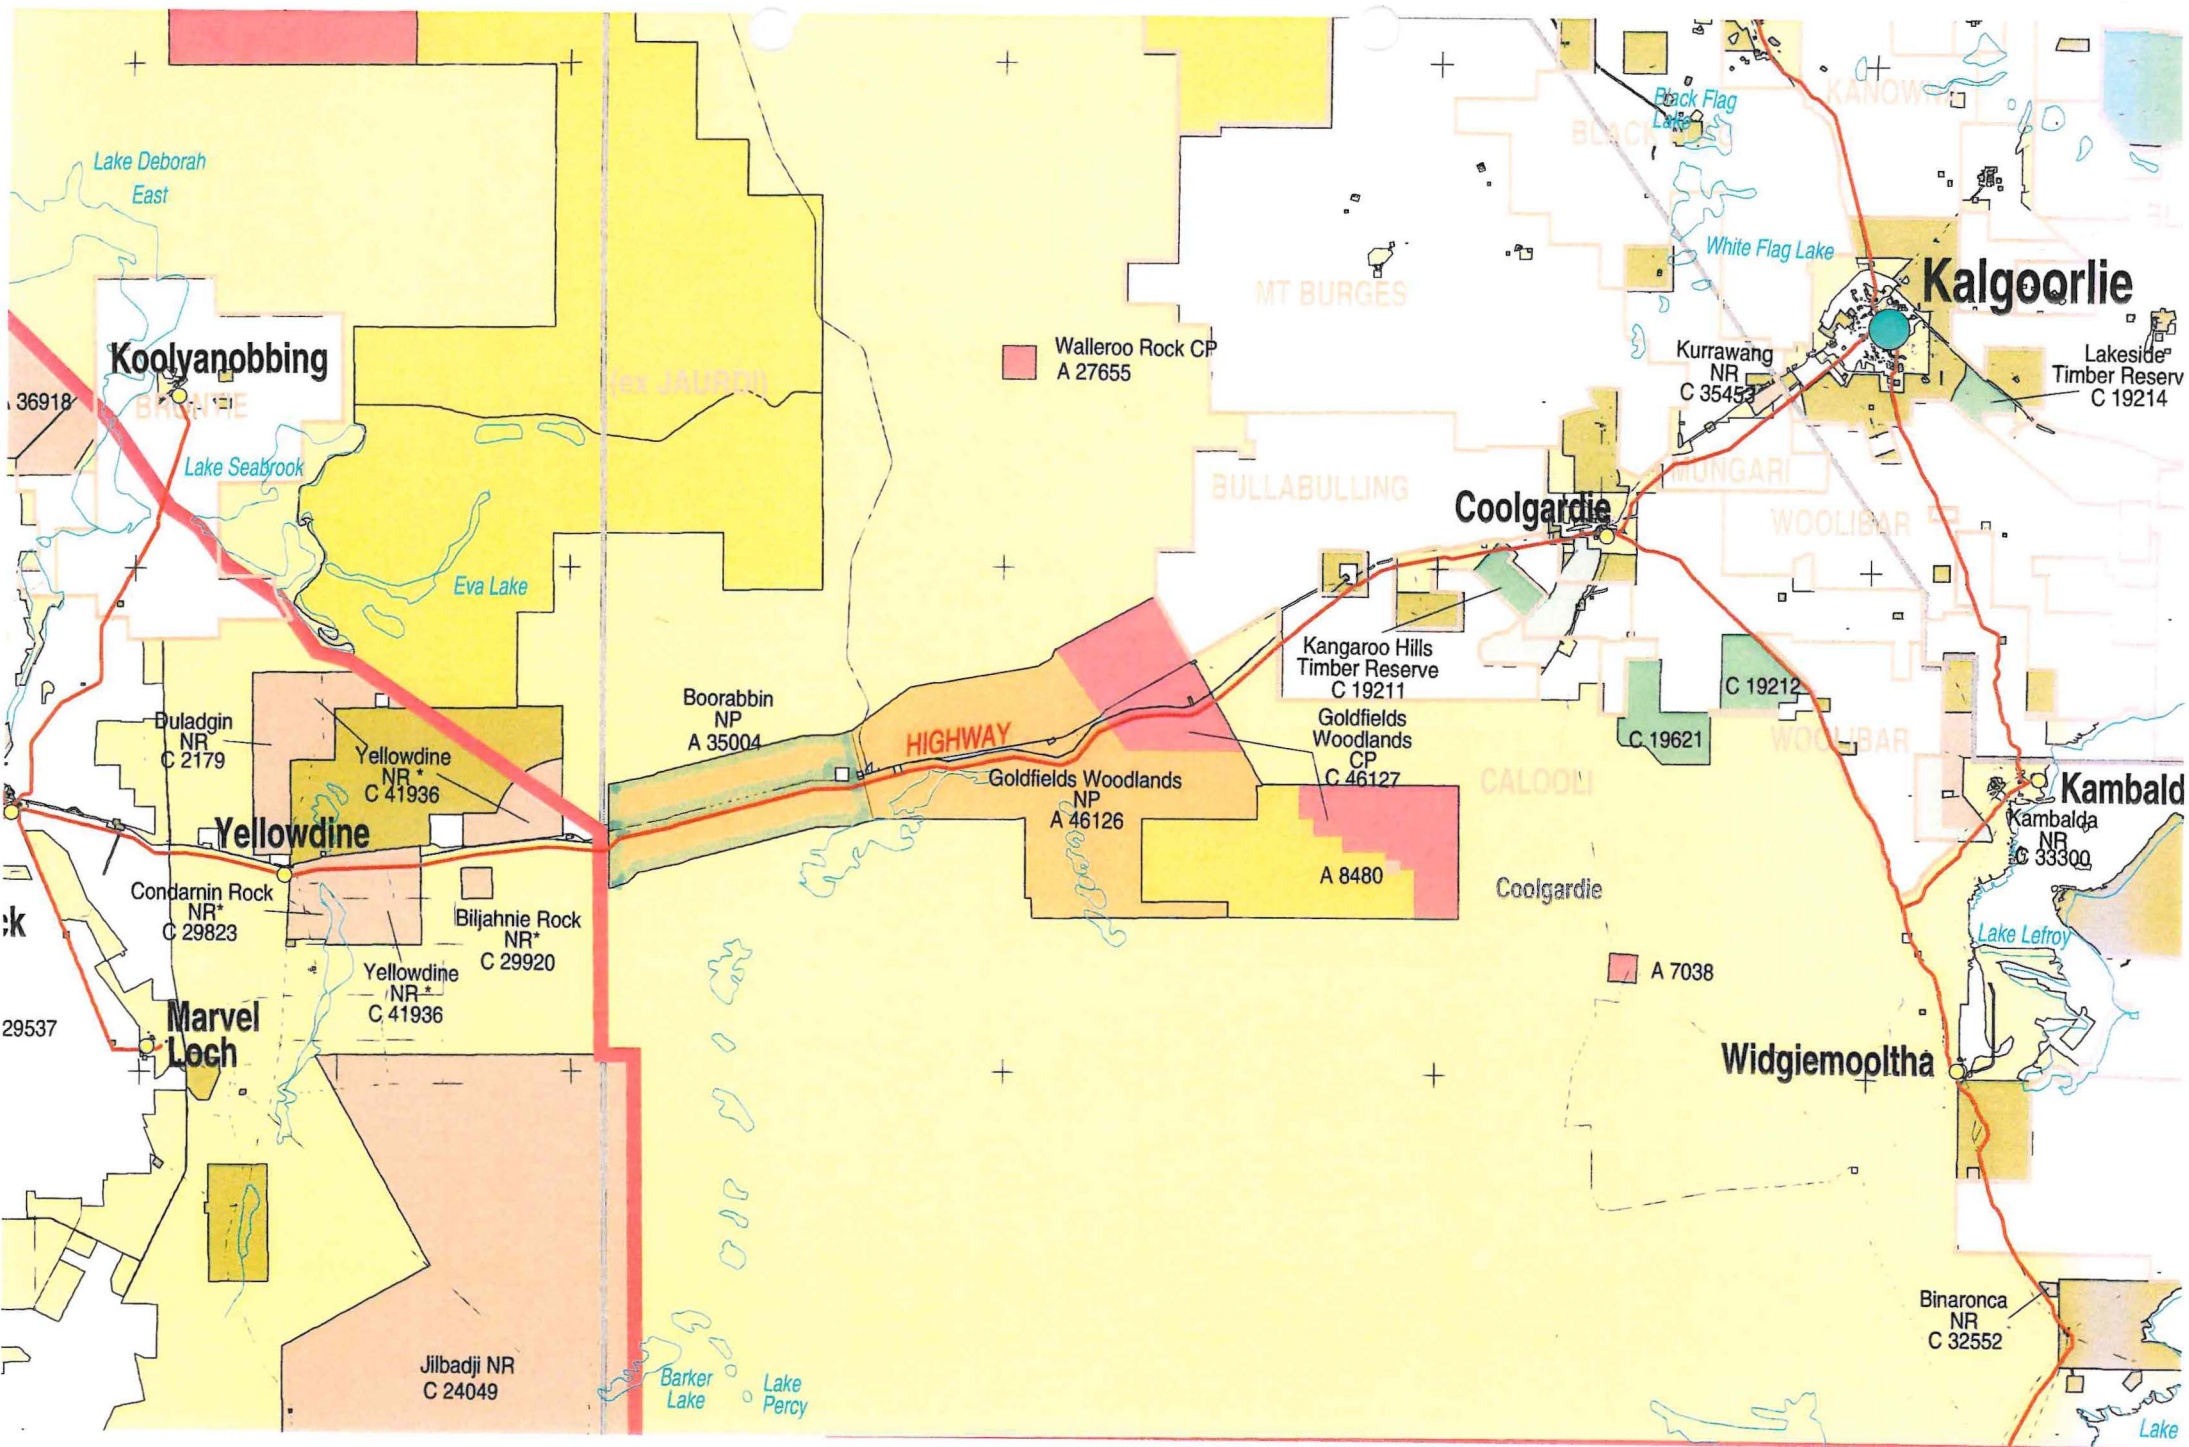 Lake Deborah
East
Black Flag
Lake
KANOWN
BLACK
White Flag Lake
Kalgoorlie
MT BURGES
Walleroo Rock CP
A 27655
Kurrawang
NR
C 35453
Lakeside
Timber Reserv
C 19214
Koolyanobbing
BRONTIE
36918
(ex JAURDI)
Lake Seabrook
BULLABULLING
MUNGARI
Coolgardie
WOOLIBAR
Eva Lake
Kangaroo Hills
Timber Reserve
C 19211
C 19212
Boorabbin
NP
A 35004
Duladgin
NR
C 2179
Yellowdine
NR *
C 41936
HIGHWAY
Goldfields
Woodlands
CP
C 46127
C 19621
WOOLIBAR
Goldfields Woodlands
NP
A 46126
CALOOLI
Kambald
Kambalda
NR
C 33300
Yellowdine
A 8480
Coolgardie
Condarnin Rock
NR*
C 29823
Biljahnie Rock
NR*
C 29920
ck
Lake Lefroy
Yellowdine
NR *
C 41936
A 7038
29537
Marvel
Loch
Widgiemooltha
Binaronca
NR
C 32552
Jilbadji NR
C 24049
Barker
Lake
Lake
Percy
Lake